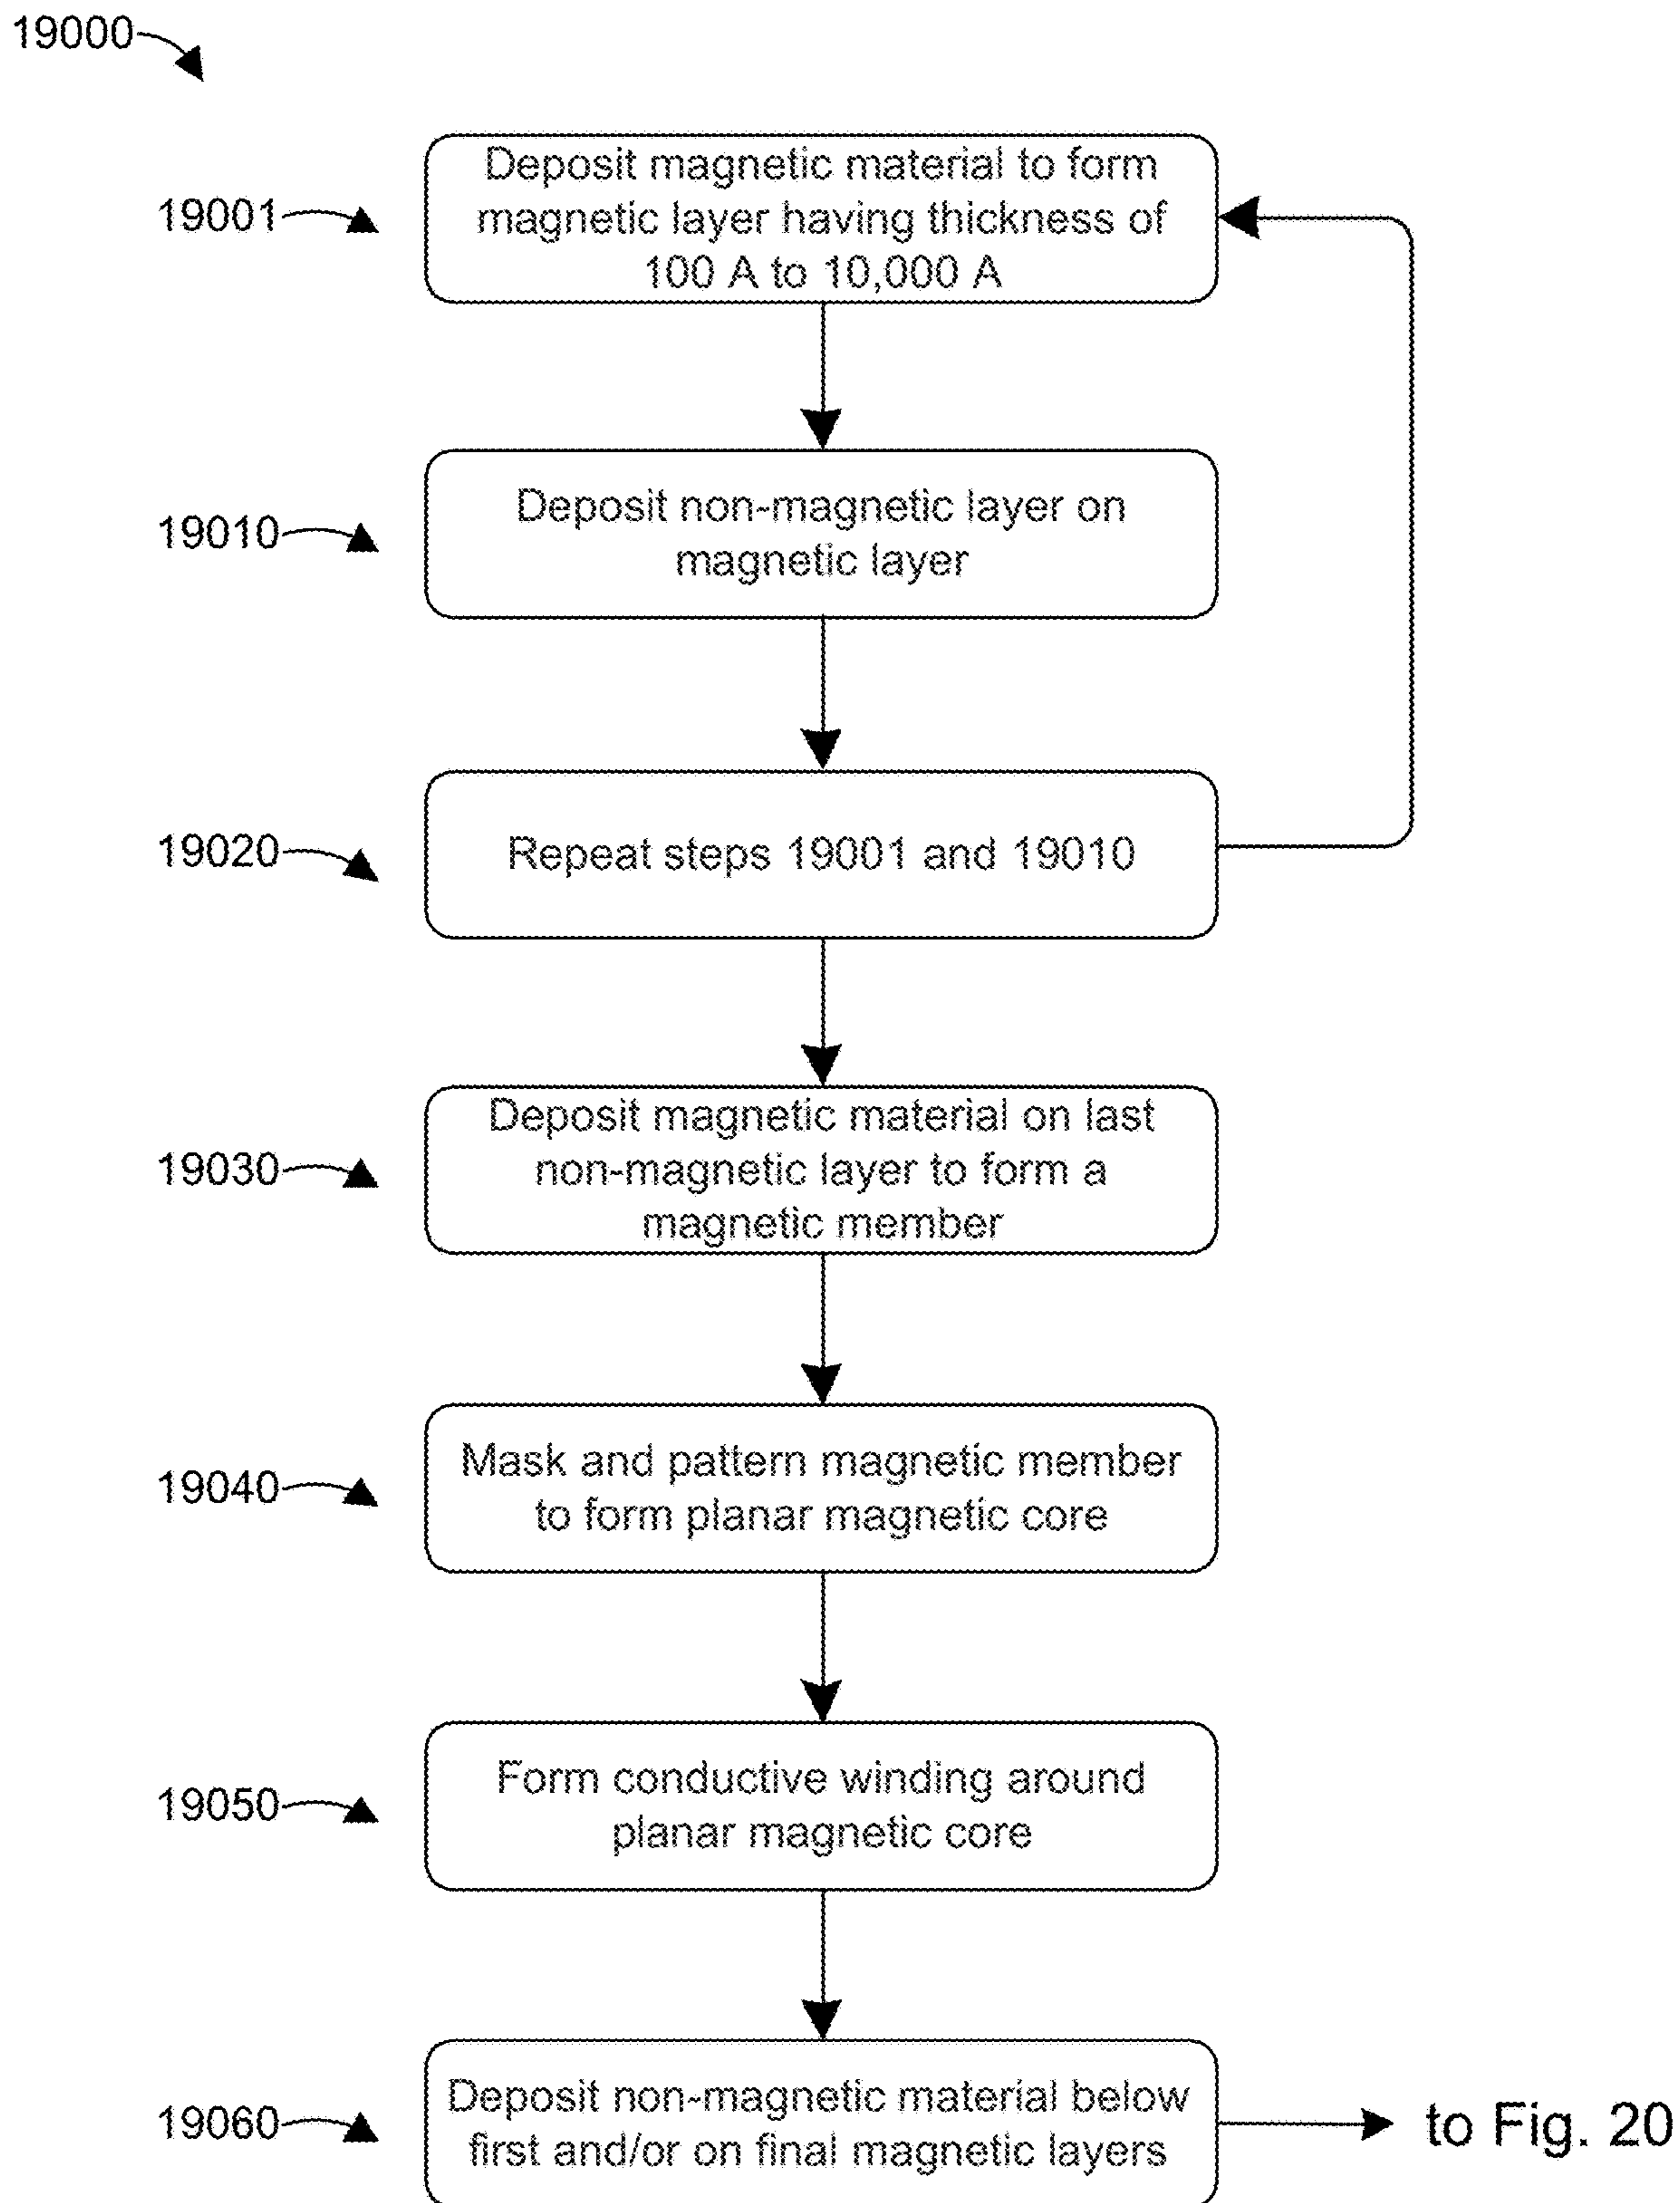 19000
19001
Deposit magnetic material to form
magnetic layer having thickness of
100 A to 10,000 A
19010
Deposit non-magnetic layer on
magnetic layer
19020
Repeat steps 19001 and 19010
19030
Deposit magnetic material on last
non-magnetic layer to form a
magnetic member
19040
Mask and pattern magnetic member
to form planar magnetic core
19050
Form conductive winding around
planar magnetic core
19060
Deposit non-magnetic material below
first and/or on final magnetic layers
to Fig. 20